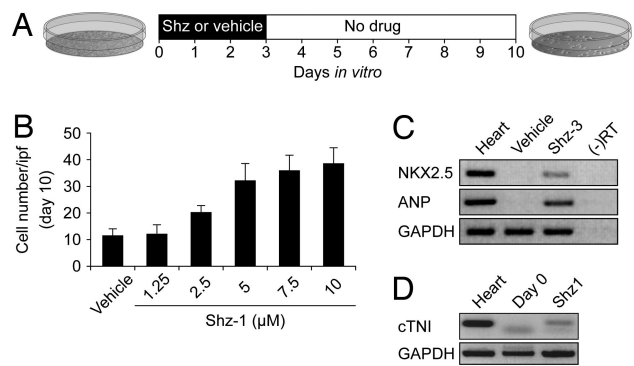 A
Shz or vehicle
No drug
0 1 2 3 4 5 6 7 8 9 10
Days in vitro
B
Cell number/ipf
(day 10)
50
40
30
20
10
0
Vehicle 1.25 2.5 5 7.5 10
Shz-1 (µM)
C
Heart Vehicle Shz-3 (-)RT
NKX2.5
ANP
GAPDH
D
Heart Day 0 Shz1
cTNI
GAPDH